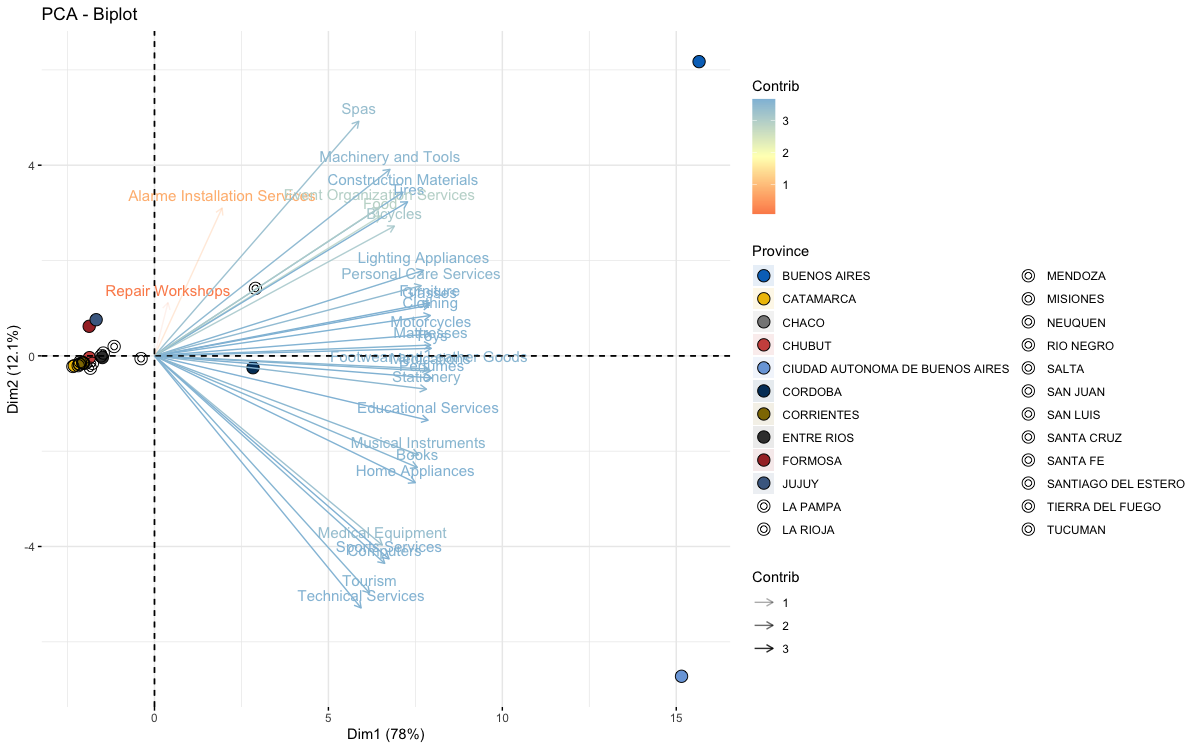 PCA - Biplot
Spas
Machinery and Tools
Construction Materials
Tires
Alarme Installation Services
Event Organization Services
Food
Bicycles
Lighting Appliances
Personal Care Services
Repair Workshops
Furniture
Glasses
Clothing
Motorcycles
Mattresses
Toys
Footwear and Leather Goods
Perfumes
Stationery
Educational Services
Musical Instruments
Books
Home Appliances
Medical Equipment
Sports Services
Computers
Tourism
Technical Services
4
0
-4
Dim2 (12.1%)
0
5
10
15
Dim1 (78%)
Contrib
3
2
1
Province
BUENOS AIRES
CATAMARCA
CHACO
CHUBUT
CIUDAD AUTONOMA DE BUENOS AIRES
CORDOBA
CORRIENTES
ENTRE RIOS
FORMOSA
JUJUY
LA PAMPA
LA RIOJA
MENDOZA
MISIONES
NEUQUEN
RIO NEGRO
SALTA
SAN JUAN
SAN LUIS
SANTA CRUZ
SANTA FE
SANTIAGO DEL ESTERO
TIERRA DEL FUEGO
TUCUMAN
Contrib
1
2
3